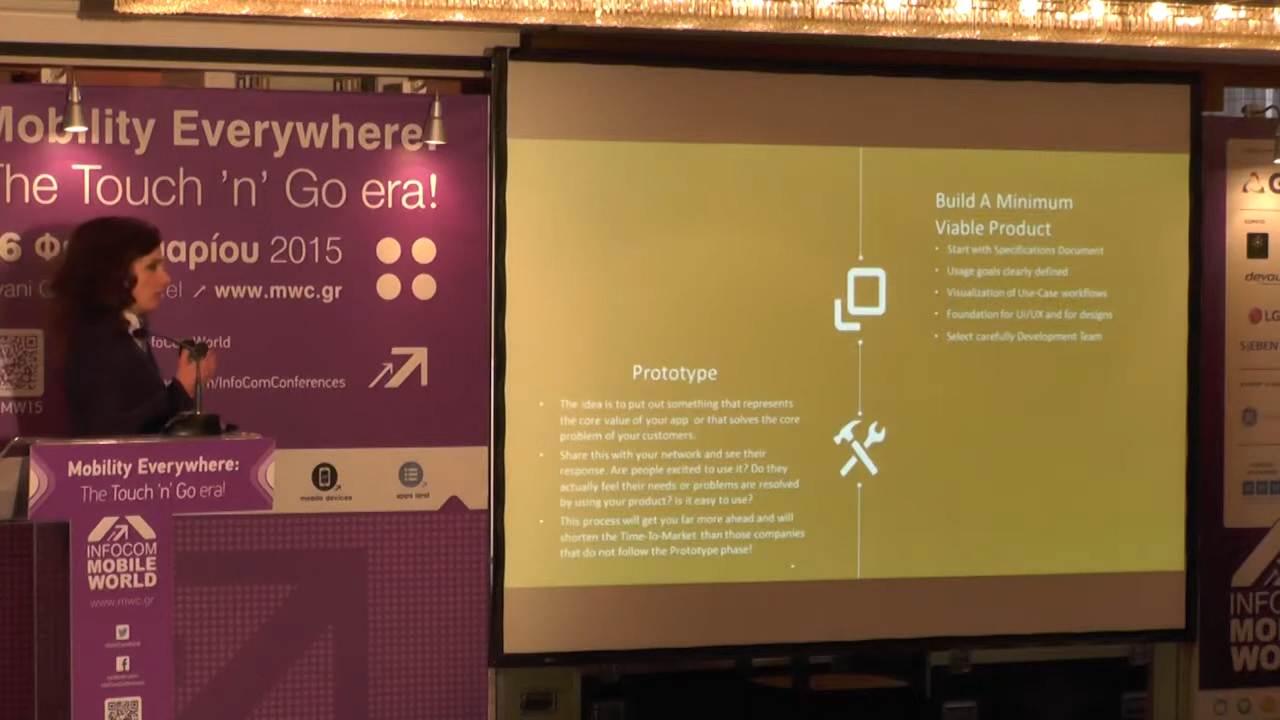 Mobility Everywhere:
The Touch 'n' Go era!
2015
www.mwc.gr
/InfoComConferences
MW15
Mobility Everywhere:
The Touch 'n' Go era!
mobile devices
apps land
INFOCOM
MOBILE
WORLD
www.mwc.gr
Build A Minimum
Viable Product
• Start with Specifications Document
• Usage goals clearly defined
• Visualization of Use-Case workflows
• Foundation for UI/UX and for designs
• Select carefully Development Team
Prototype
• The idea is to put out something that represents
the core value of your app or that solves the core
problem of your customers.
• Share this with your network and see their
response. Are people excited to use it? Do they
actually feel their needs or problems are resolved
by using your product? Is it easy to use?
• This process will get you far more ahead and will
shorten the Time-To-Market than those companies
that do not follow the Prototype phase!
LG
INFO
MO
WO